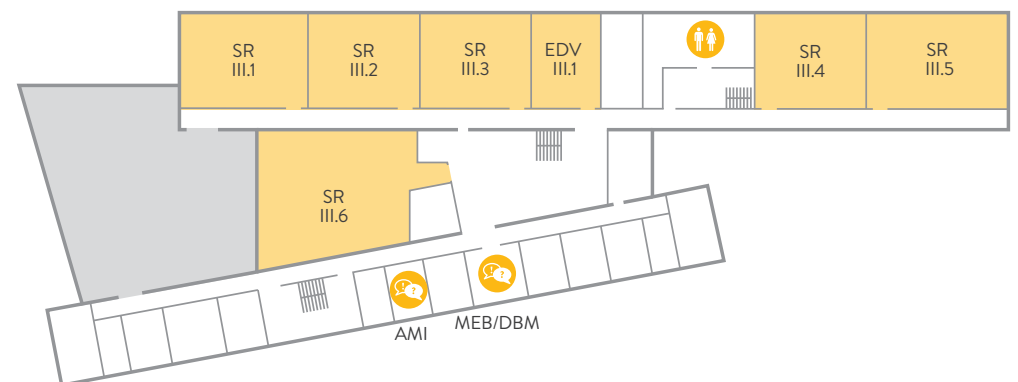 SR
III.1
SR
III.2
SR
III.3
EDV
III.1
SR
III.4
SR
III.5
SR
III.6
! ?
! ?
AMI
MEB/DBM